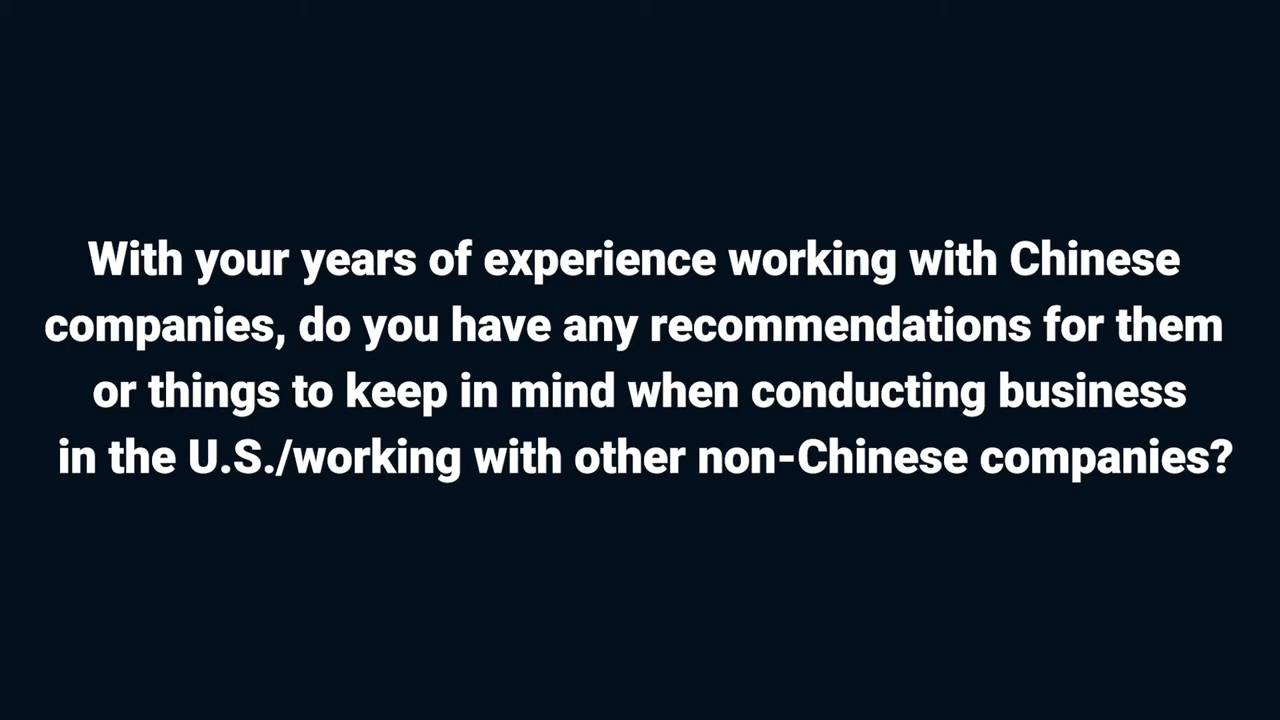 With your years of experience working with Chinese
companies, do you have any recommendations for them
or things to keep in mind when conducting business
in the U.S./working with other non-Chinese companies?